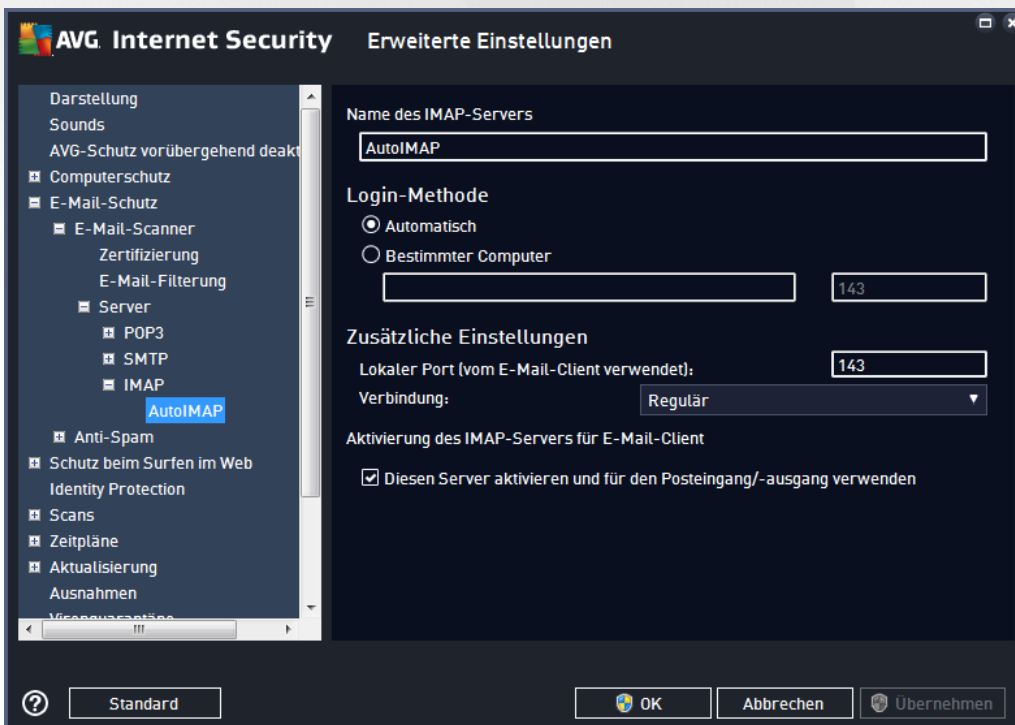 AVG Internet Security Erweiterte Einstellungen
Darstellung
Sounds
AVG-Schutz vorübergehend deakt
Computerschutz
E-Mail-Schutz
E-Mail-Scanner
Zertifizierung
E-Mail-Filterung
Server
POP3
SMTP
IMAP
AutoIMAP
Anti-Spam
Schutz beim Surfen im Web
Identity Protection
Scans
Zeitpläne
Aktualisierung
Ausnahmen
Virenquarantäne
Name des IMAP-Servers
AutoIMAP
Login-Methode
Automatisch
Bestimmter Computer
143
Zusätzliche Einstellungen
Lokaler Port (vom E-Mail-Client verwendet): 143
Verbindung: Regulär
Aktivierung des IMAP-Servers für E-Mail-Client
Diesen Server aktivieren und für den Posteingang/-ausgang verwenden
Standard OK Abbrechen Übernehmen